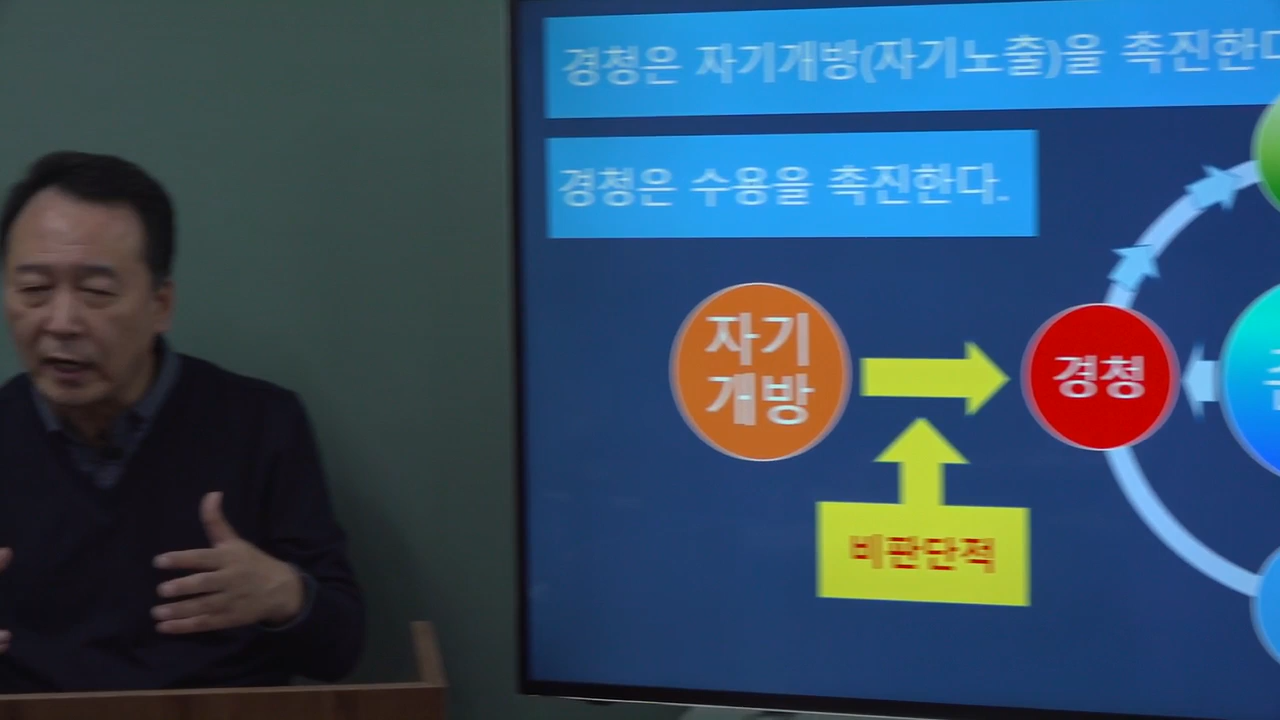 경청은 자기개방(자기노출)을 촉진한다
경청은 수용을 촉진한다.
자기
개방
경청
비판단적